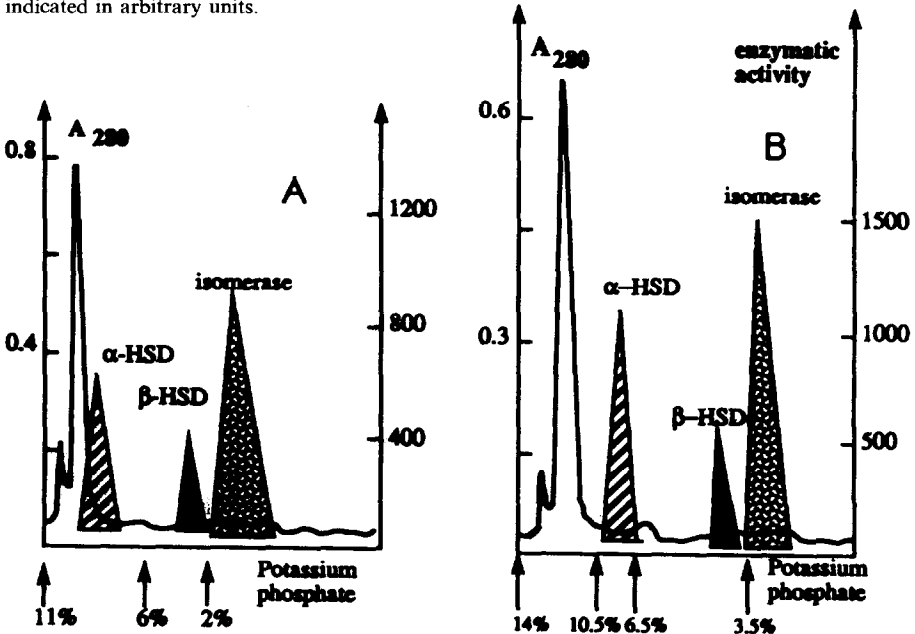 indicated in arbitrary units.
A 280
0.8
0.4
A
1200
800
400
isomerase
α-HSD
β-HSD
Potassium
phosphate
11%
6%
2%
A 280
0.6
0.3
enzymatic
activity
B
isomerase
1500
1000
500
α-HSD
β-HSD
Potassium
phosphate
14%
10.5%
6.5%
3.5%